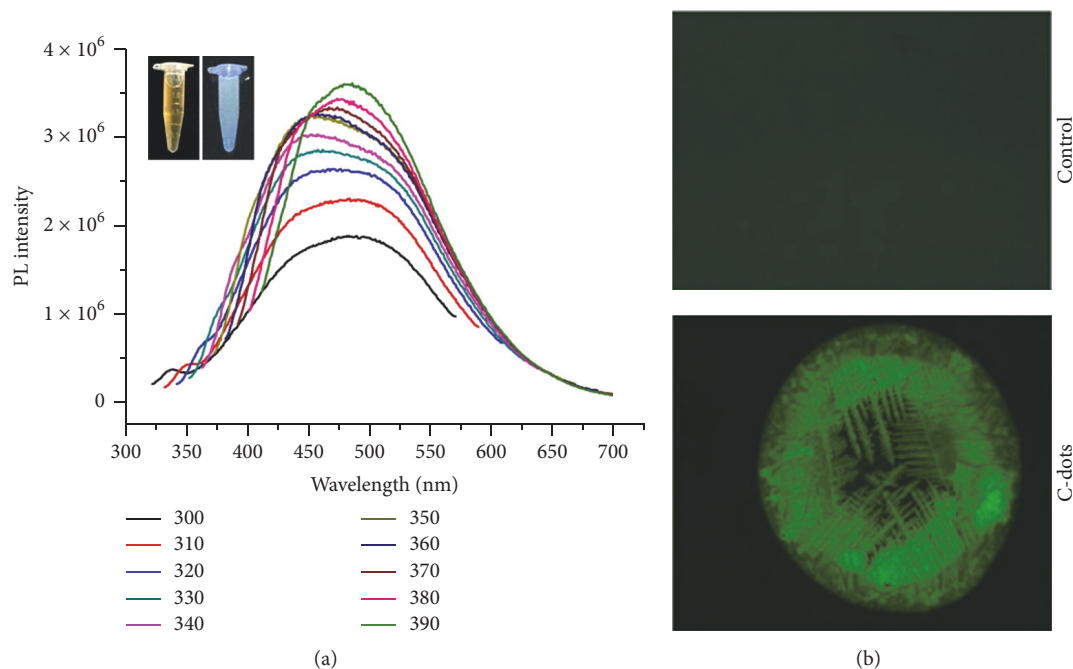 4 × 10⁶
3 × 10⁶
2 × 10⁶
1 × 10⁶
0
PL intensity
300 350 400 450 500 550 600 650 700
Wavelength (nm)
300
310
320
330
340
350
360
370
380
390
(a)
Control
C-dots
(b)